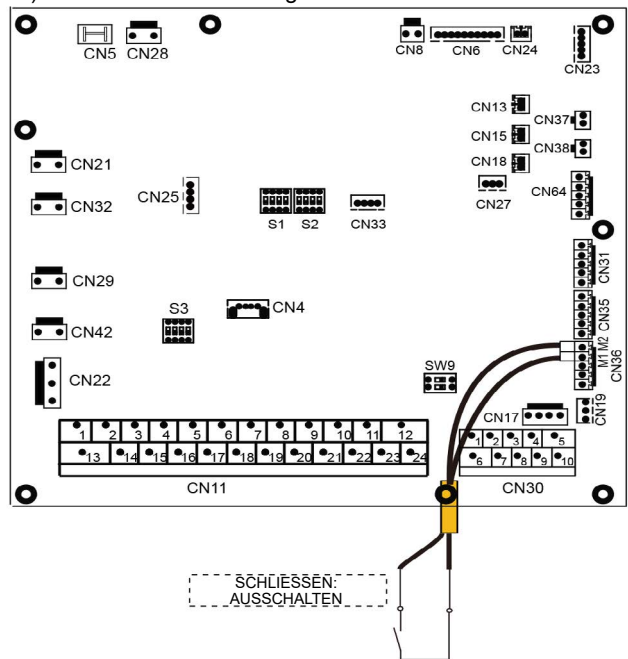 CN5
CN28
CN8
CN6
CN24
CN23
CN13
CN15
CN18
CN37
CN38
CN21
CN32
CN25
S1
S2
CN33
CN27
CN64
CN29
CN42
CN22
S3
CN4
CN31
CN35
M1 M2
CN36
SW9
CN17
CN19
1 2 3 4 5 6 7 8 9 10 11 12
13 14 15 16 17 18 19 20 21 22 23 24
CN11
1 2 3 4 5
6 7 8 9 10
CN30
SCHLIESSEN:
AUSSCHALTEN